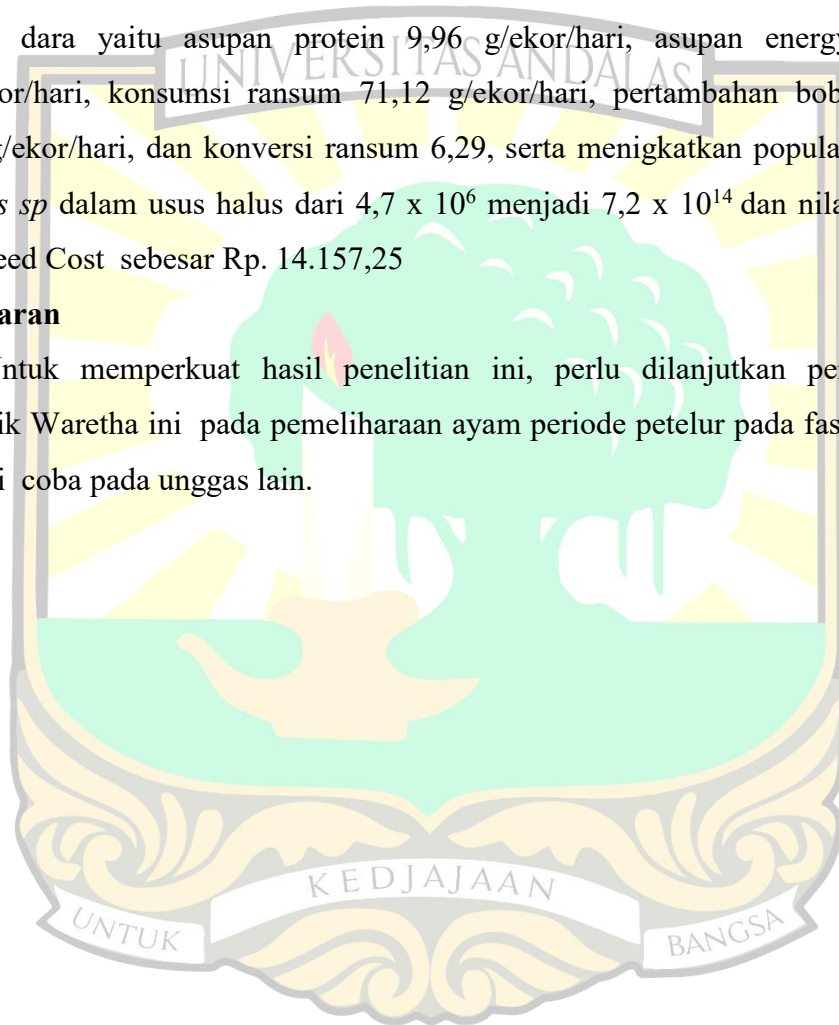 dara yaitu asupan protein 9,96 g/ekor/hari, asupan energy
or/hari, konsumsi ransum 71,12 g/ekor/hari, pertambahan bob
g/ekor/hari, dan konversi ransum 6,29, serta menigkatkan popula
s sp dalam usus halus dari 4,7 x 10⁶ menjadi 7,2 x 10¹⁴ dan nila
eed Cost sebesar Rp. 14.157,25
aran
ntuk memperkuat hasil penelitian ini, perlu dilanjutkan pe
ik Waretha ini pada pemeliharaan ayam periode petelur pada fas
i coba pada unggas lain.
UNIVERSITAS ANDALAS
KEDJAJAAN
UNTUK
BANGSA